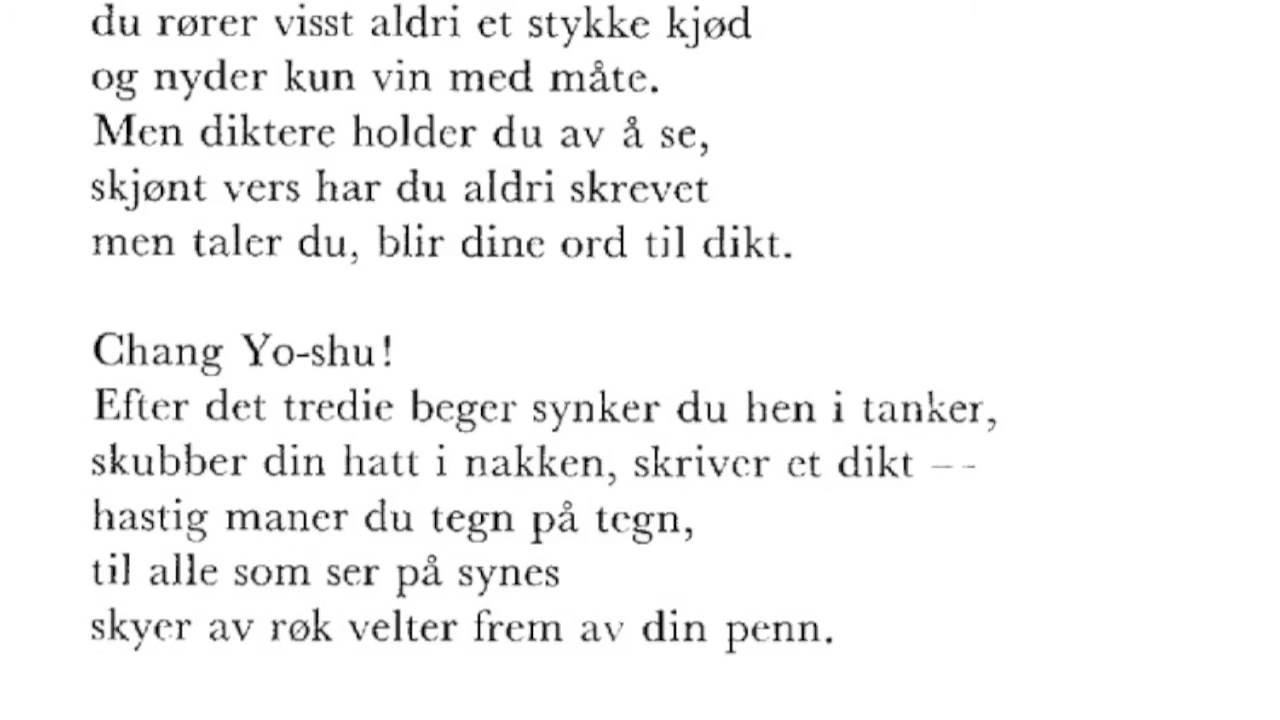 du rører visst aldri et stykke kjød
og nyder kun vin med måte.
Men diktere holder du av å se,
skjønt vers har du aldri skrevet
men taler du, blir dine ord til dikt.
Chang Yo-shu!
Efter det tredie beger synker du hen i tanker,
skubber din hatt i nakken, skriver et dikt – -
hastig maner du tegn på tegn,
til alle som ser på synes
skyer av røk velter frem av din penn.